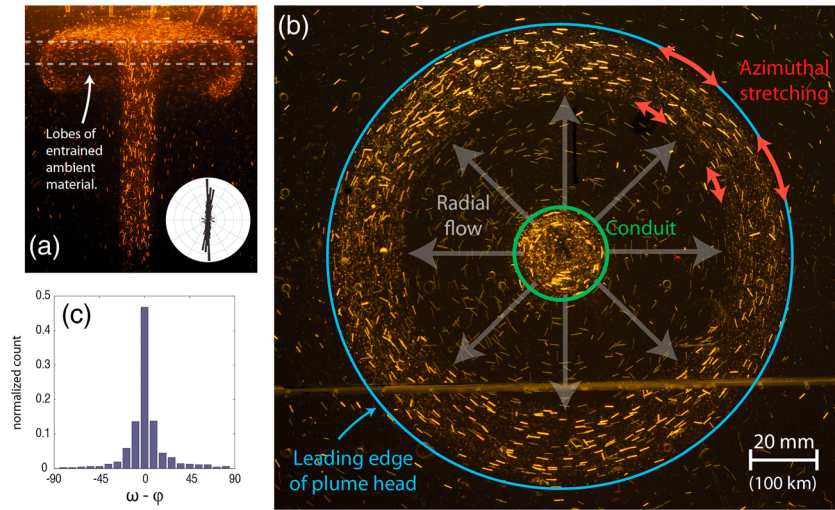 Lobes of
entrained
ambient
material.
(a)
(b)
Azimuthal
stretching
Radial
flow
Conduit
Leading edge
of plume head
20 mm
(100 km)
(c)
normalized count
0.5
0.4
0.3
0.2
0.1
0
-90
-45
0
45
90
ω - φ